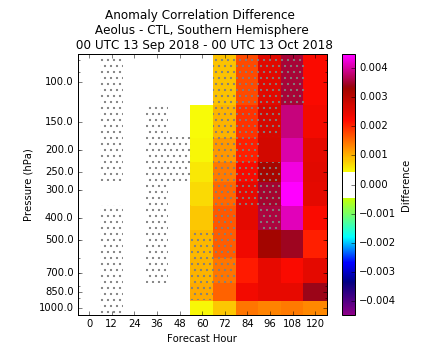 Anomaly Correlation Difference
Aeolus - CTL, Southern Hemisphere
00 UTC 13 Sep 2018 - 00 UTC 13 Oct 2018
100.0
150.0
200.0
250.0
300.0
400.0
500.0
700.0
850.0
1000.0
Pressure (hPa)
0 12 24 36 48 60 72 84 96 108 120
Forecast Hour
0.004
0.003
0.002
0.001
0.000
−0.001
−0.002
−0.003
−0.004
Difference